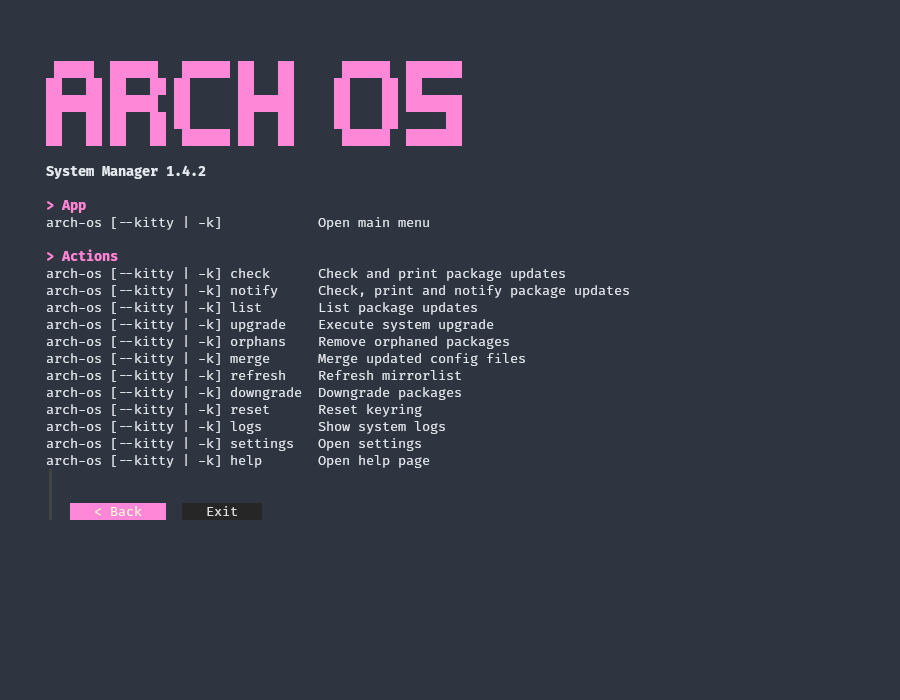 ARCH OS
System Manager 1.4.2
> App
arch-os [--kitty | -k] Open main menu
> Actions
arch-os [--kitty | -k] check Check and print package updates
arch-os [--kitty | -k] notify Check, print and notify package updates
arch-os [--kitty | -k] list List package updates
arch-os [--kitty | -k] upgrade Execute system upgrade
arch-os [--kitty | -k] orphans Remove orphaned packages
arch-os [--kitty | -k] merge Merge updated config files
arch-os [--kitty | -k] refresh Refresh mirrorlist
arch-os [--kitty | -k] downgrade Downgrade packages
arch-os [--kitty | -k] reset Reset keyring
arch-os [--kitty | -k] logs Show system logs
arch-os [--kitty | -k] settings Open settings
arch-os [--kitty | -k] help Open help page
< Back Exit